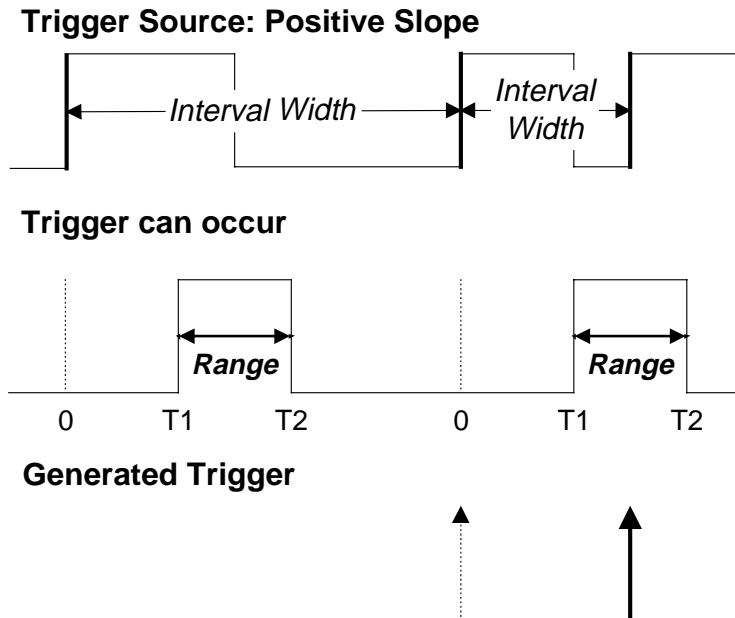 Trigger Source: Positive Slope
Interval Width
Interval
Width
Trigger can occur
Range
Range
0 T1 T2 0 T1 T2
Generated Trigger